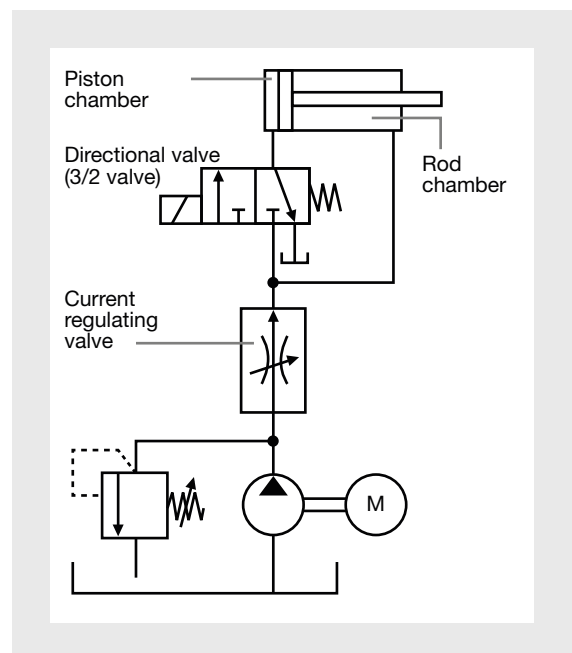 Piston
chamber
Directional valve
(3/2 valve)
Rod
chamber
Current
regulating
valve
M